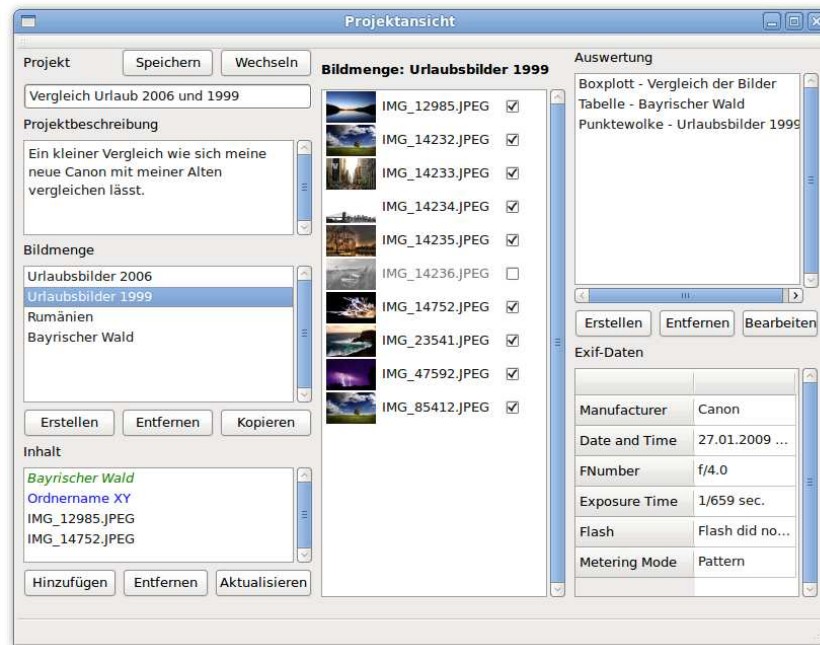 Projektansicht
Projekt
Speichern
Wechseln
Vergleich Urlaub 2006 und 1999
Projektbeschreibung
Ein kleiner Vergleich wie sich meine
neue Canon mit meiner Alten
vergleichen lässt.
Bildmenge
Urlaubsbilder 2006
Urlaubsbilder 1999
Rumänien
Bayrischer Wald
Erstellen
Entfernen
Kopieren
Inhalt
Bayrischer Wald
Ordnername XY
IMG_12985.JPEG
IMG_14752.JPEG
Hinzufügen
Entfernen
Aktualisieren
Bildmenge: Urlaubsbilder 1999
IMG_12985.JPEG
IMG_14232.JPEG
IMG_14233.JPEG
IMG_14234.JPEG
IMG_14235.JPEG
IMG_14236.JPEG
IMG_14752.JPEG
IMG_23541.JPEG
IMG_47592.JPEG
IMG_85412.JPEG
Auswertung
Boxplott - Vergleich der Bilder
Tabelle - Bayrischer Wald
Punktewolke - Urlaubsbilder 1999
Erstellen
Entfernen
Bearbeiten
Exif-Daten
Manufacturer Canon
Date and Time 27.01.2009 ...
FNumber f/4.0
Exposure Time 1/659 sec.
Flash Flash did no...
Metering Mode Pattern